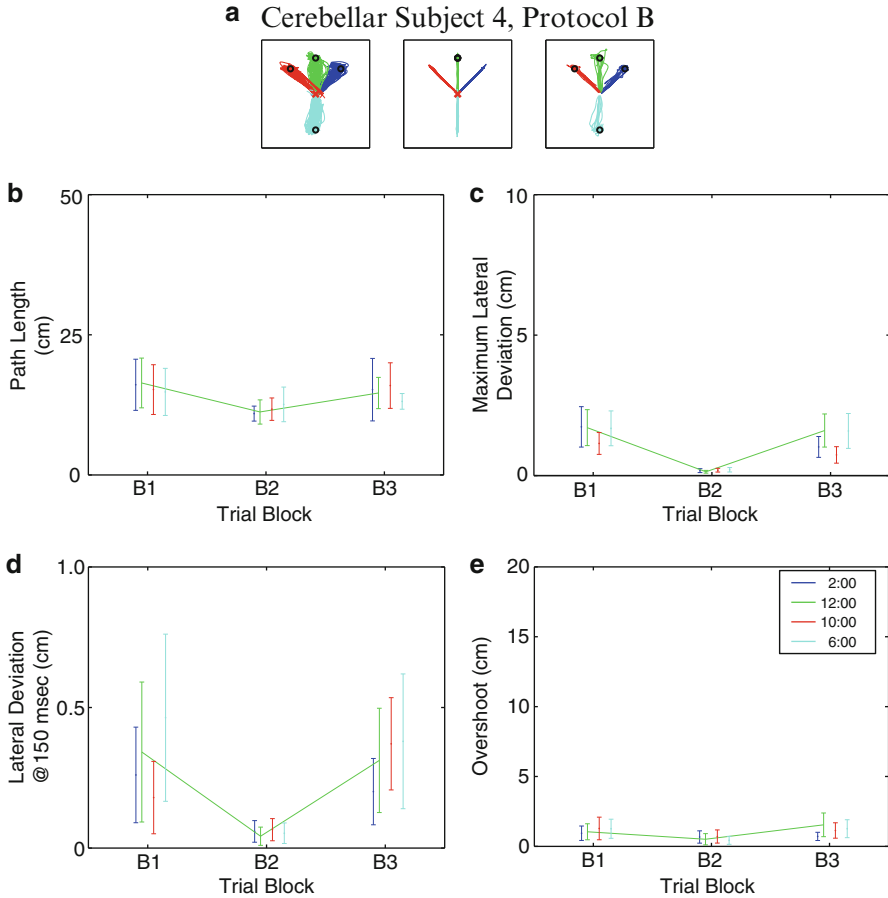 a Cerebellar Subject 4, Protocol B
b
50
25
0
Path Length
(cm)
B1 B2 B3
Trial Block
c
10
5
0
Maximum Lateral
Deviation (cm)
B1 B2 B3
Trial Block
d
1.0
0.5
0
Lateral Deviation
@150 msec (cm)
B1 B2 B3
Trial Block
e
20
15
10
5
0
Overshoot (cm)
2:00
12:00
10:00
6:00
B1 B2 B3
Trial Block